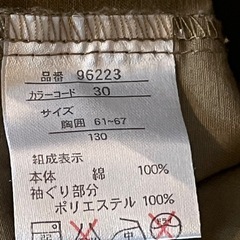 品番 96223
カラーコード 30
サイズ
胸囲 61~67
130
組成表示
本体 綿 100%
袖ぐり部分
ポリエステル 100%